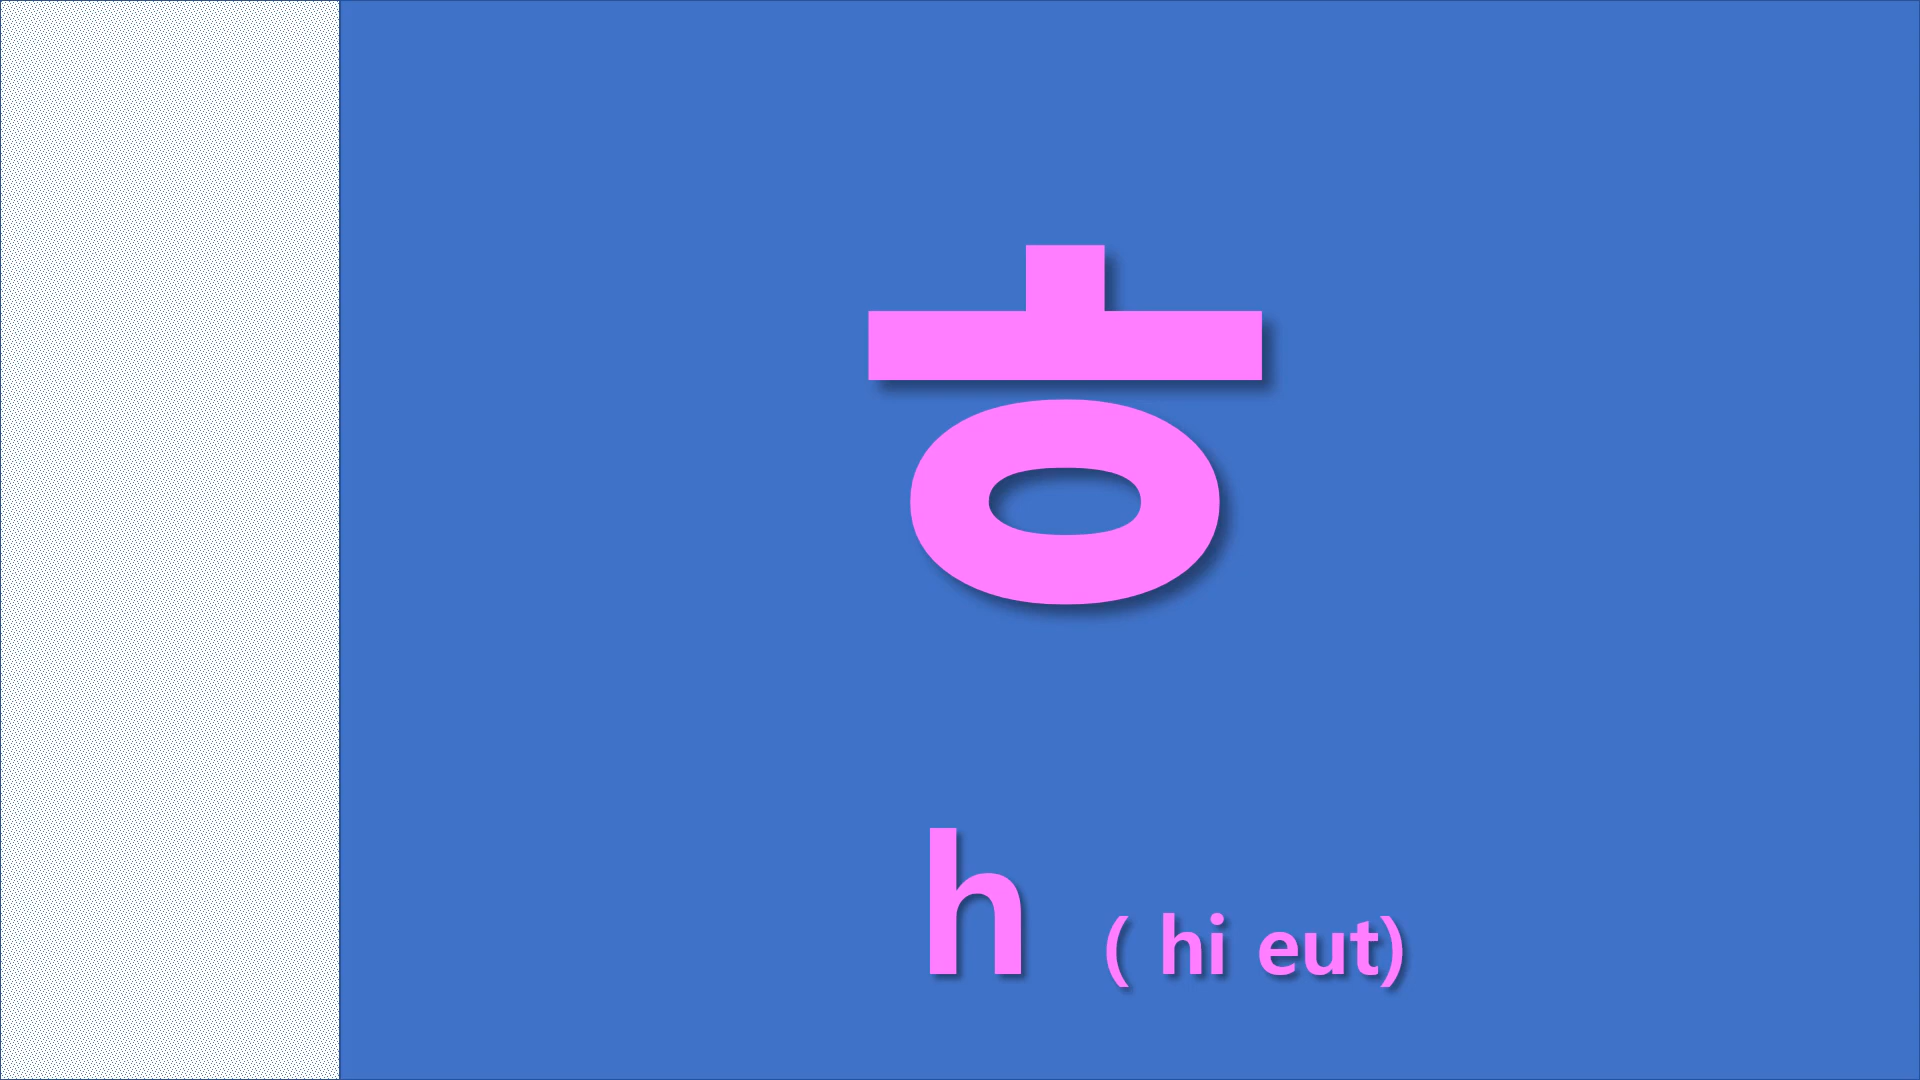 ㅎ
h ( hi eut)